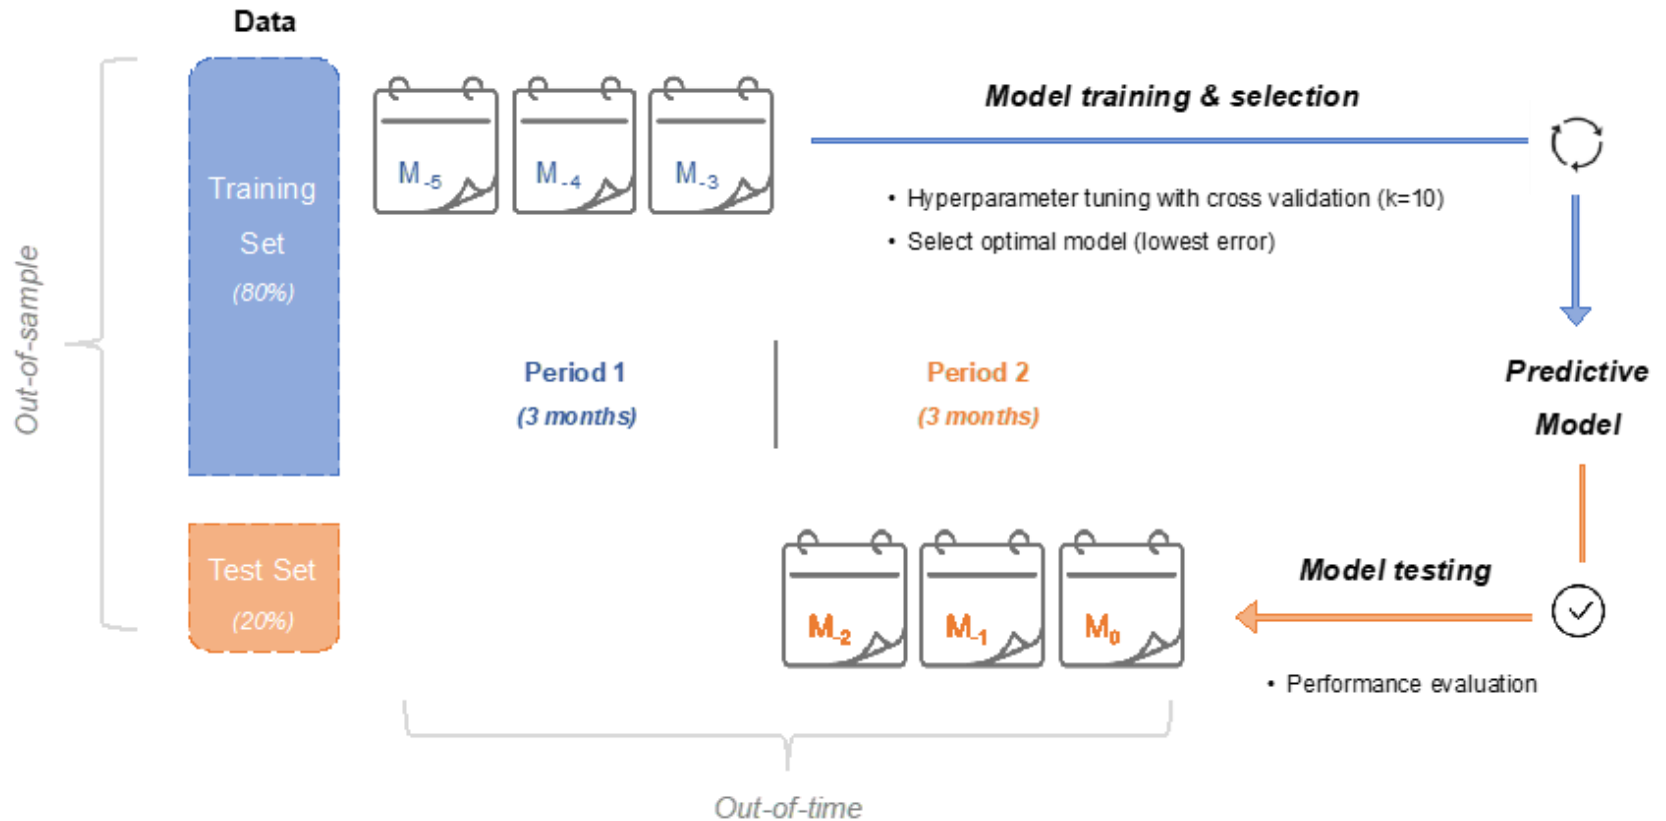 Data
Training
Set
(80%)
M-5
M-4
M-3
Model training & selection
• Hyperparameter tuning with cross validation (k=10)
• Select optimal model (lowest error)
Out-of-sample
Period 1
(3 months)
Period 2
(3 months)
Predictive
Model
Test Set
(20%)
M-2
M-1
M0
Model testing
• Performance evaluation
Out-of-time